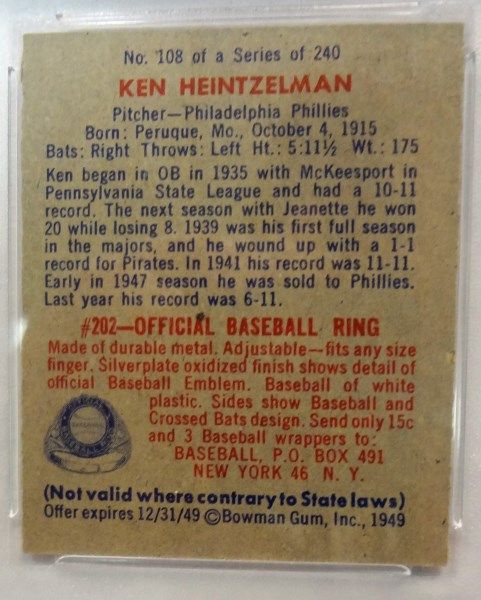 No. 108 of a Series of 240
KEN HEINTZELMAN
Pitcher—Philadelphia Phillies
Born: Peruque, Mo., October 4, 1915
Bats: Right Throws: Left Ht.: 5:11½ Wt.: 175
Ken began in OB in 1935 with McKeesport in
Pennsylvania State League and had a 10-11
record. The next season with Jeanette he won
20 while losing 8. 1939 was his first full season
in the majors, and he wound up with a 1-1
record for Pirates. In 1941 his record was 11-11.
Early in 1947 season he was sold to Phillies.
Last year his record was 6-11.
#202—OFFICIAL BASEBALL RING
Made of durable metal. Adjustable—fits any size
finger. Silverplate oxidized finish shows detail of
official Baseball Emblem. Baseball of white
plastic. Sides show Baseball and
Crossed Bats design. Send only 15c
and 3 Baseball wrappers to:
BASEBALL, P.O. BOX 491
NEW YORK 46 N. Y.
(Not valid where contrary to State laws)
Offer expires 12/31/49 ©Bowman Gum, Inc., 1949